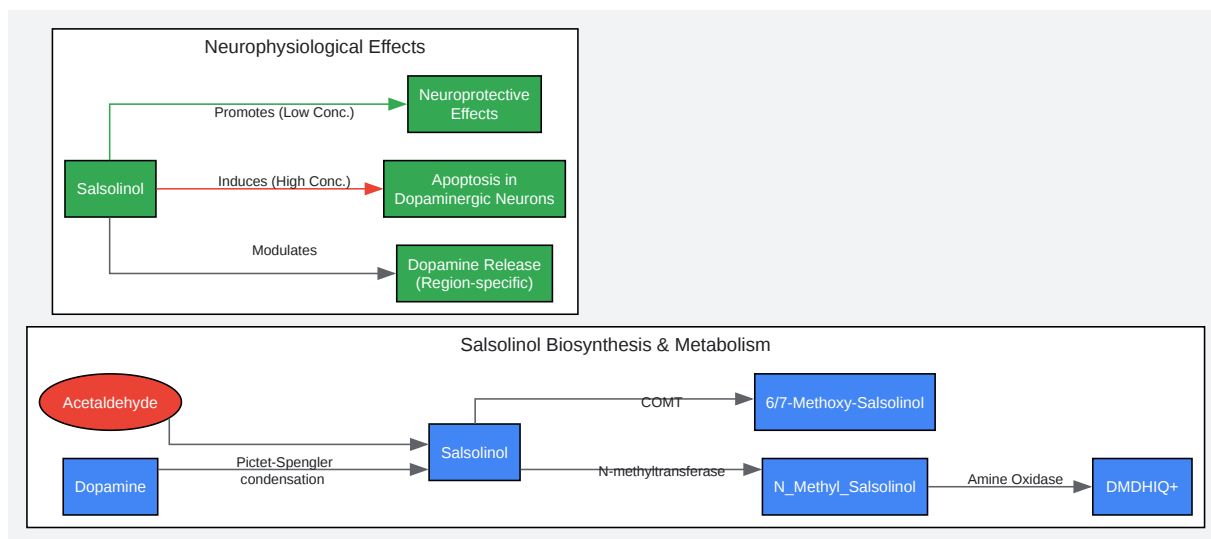 Neurophysiological Effects
Neuroprotective
Effects
Promotes (Low Conc.)
Salsolinol
Induces (High Conc.)
Apoptosis in
Dopaminergic Neurons
Modulates
Dopamine Release
(Region-specific)
Salsolinol Biosynthesis & Metabolism
Acetaldehyde
Dopamine
Pictet-Spengler
condensation
Salsolinol
COMT
6/7-Methoxy-Salsolinol
N-methyltransferase
N_Methyl_Salsolinol
Amine Oxidase
DMDHIQ+